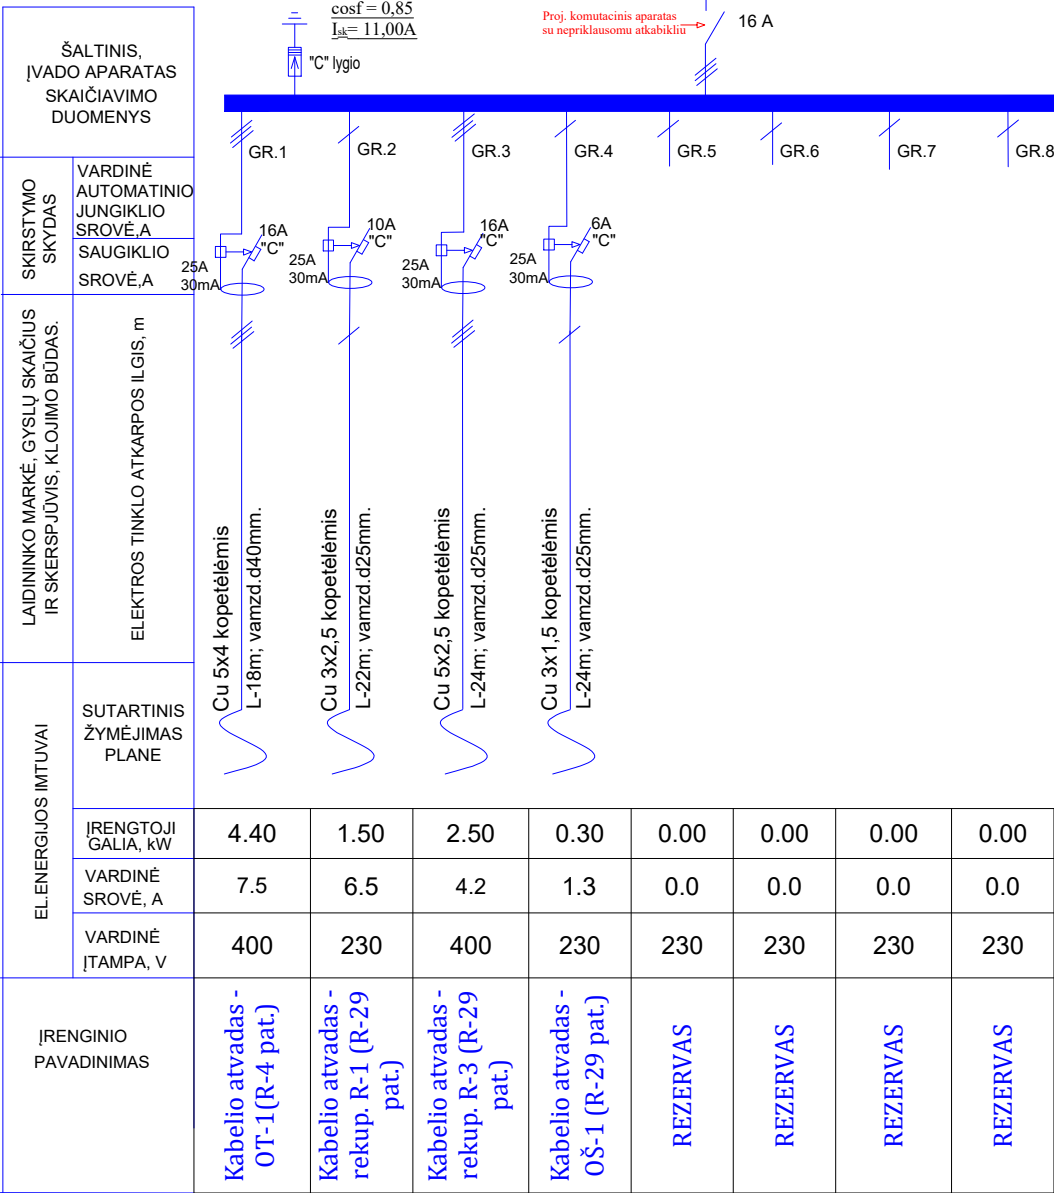 cosf = 0,85
Isk= 11,00A
"C" lygio
Proj. komutacinis aparatas
su nepriklausomu atkabikliu
16 A
ŠALTINIS,
ĮVADO APARATAS
SKAIČIAVIMO
DUOMENYS
GR.1
GR.2
GR.3
GR.4
GR.5
GR.6
GR.7
GR.8
SKIRSTYMO
SKYDAS
VARDINĖ
AUTOMATINIO
JUNGIKLIO
SROVĖ,A
SAUGIKLIO
SROVĖ,A
16A
"C"
25A
30mA
10A
"C"
25A
30mA
16A
"C"
25A
30mA
6A
"C"
25A
30mA
LAIDININKO MARKĖ, GYSLŲ SKAIČIUS
IR SKERSPJŪVIS, KLOJIMO BŪDAS.
ELEKTROS TINKLO ATKARPOS ILGIS, m
Cu 5x4 kopetėlėmis
L-18m; vamzd.d40mm.
Cu 3x2,5 kopetėlėmis
L-22m; vamzd.d25mm.
Cu 5x2,5 kopetėlėmis
L-24m; vamzd.d25mm.
Cu 3x1,5 kopetėlėmis
L-24m; vamzd.d25mm.
EL.ENERGIJOS IMTUVAI
SUTARTINIS
ŽYMĖJIMAS
PLANE
ĮRENGTOJI
GALIA, kW
4.40 1.50 2.50 0.30 0.00 0.00 0.00 0.00
VARDINĖ
SROVĖ, A
7.5 6.5 4.2 1.3 0.0 0.0 0.0 0.0
VARDINĖ
ĮTAMPA, V
400 230 400 230 230 230 230 230
ĮRENGINIO
PAVADINIMAS
Kabelio atvadas -
OT-1(R-4 pat.)
Kabelio atvadas -
rekup. R-1 (R-29
pat.)
Kabelio atvadas -
rekup. R-3 (R-29
pat.)
Kabelio atvadas -
OŠ-1 (R-29 pat.)
REZERVAS
REZERVAS
REZERVAS
REZERVAS